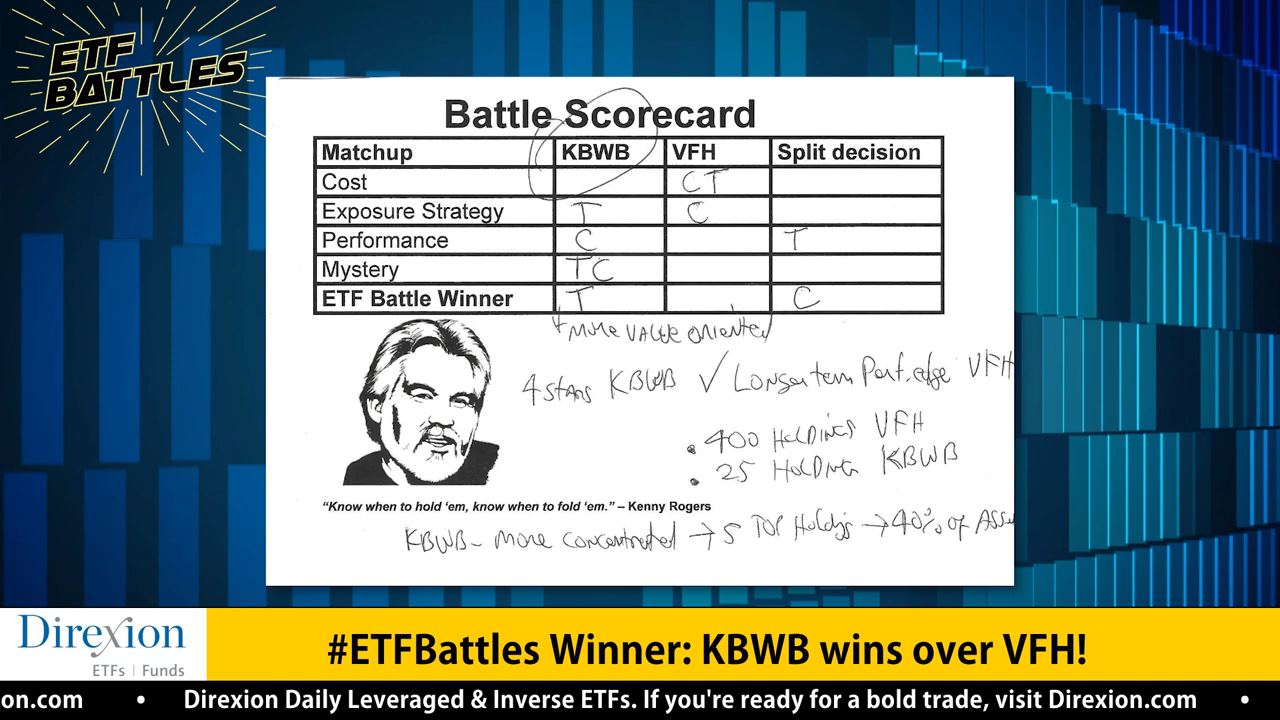 ETF
BATTLES
Battle Scorecard
Matchup KBWB VFH Split decision
Cost CT
Exposure Strategy T C
Performance C T
Mystery TC
ETF Battle Winner T C
more value oriented
4 stars KBWB ✓ Longer term Perf. edge VFH
• 400 Holdings VFH
• 25 Holdings KBWB
“Know when to hold ‘em, know when to fold ‘em.” – Kenny Rogers
KBWB – more concentrated → 5 Top Holdings → 40% of Asse
Direxion
ETFs | Funds
#ETFBattles Winner: KBWB wins over VFH!
on.com • Direxion Daily Leveraged & Inverse ETFs. If you're ready for a bold trade, visit Direxion.com •